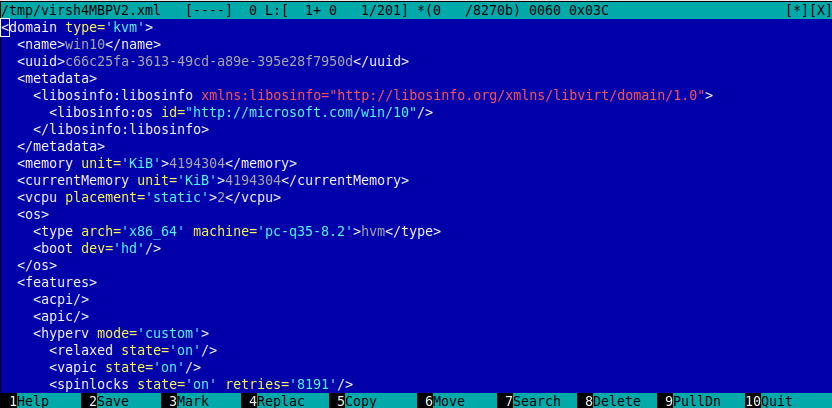 /tmp/virsh4MBPV2.xml   [----]  0 L:[  1+ 0   1/201] *(0   /8270b) 0060 0x03C   [*][X]
<domain type='kvm'>
  <name>win10</name>
  <uuid>c66c25fa-3613-49cd-a89e-395e28f7950d</uuid>
  <metadata>
    <libosinfo:libosinfo xmlns:libosinfo="http://libosinfo.org/xmlns/libvirt/domain/1.0">
      <libosinfo:os id="http://microsoft.com/win/10"/>
    </libosinfo:libosinfo>
  </metadata>
  <memory unit='KiB'>4194304</memory>
  <currentMemory unit='KiB'>4194304</currentMemory>
  <vcpu placement='static'>2</vcpu>
  <os>
    <type arch='x86_64' machine='pc-q35-8.2'>hvm</type>
    <boot dev='hd'/>
  </os>
  <features>
    <acpi/>
    <apic/>
    <hyperv mode='custom'>
      <relaxed state='on'/>
      <vapic state='on'/>
      <spinlocks state='on' retries='8191'/>
1Help  2Save  3Mark  4Replac  5Copy  6Move  7Search  8Delete  9PullDn  10Quit